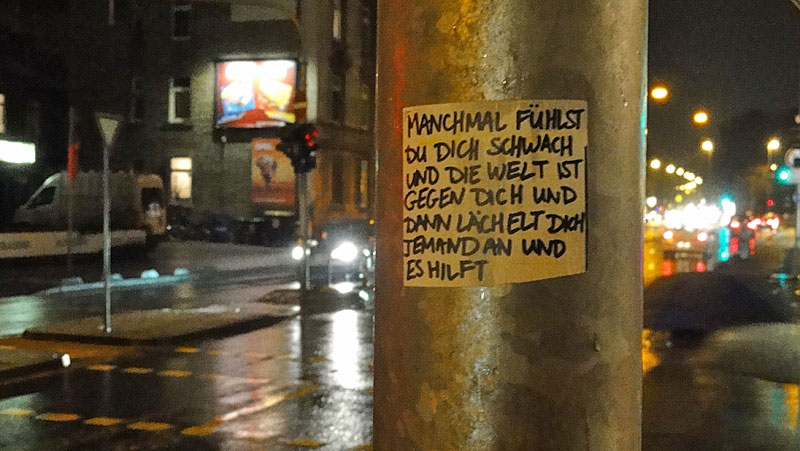 MANCHMAL FÜHLST
DU DICH SCHWACH
UND DIE WELT IST
GEGEN DICH UND
DANN LÄCHELT DICH
JEMAND AN UND
ES HILFT